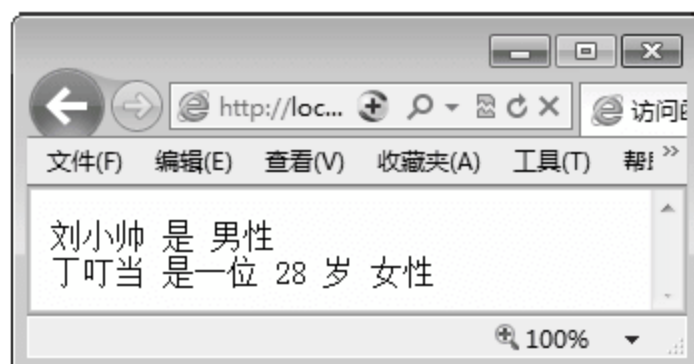 http://loc...
访问
文件(F) 编辑(E) 查看(V) 收藏夹(A) 工具(T)
刘小帅 是 男性
丁叮当 是一位 28 岁 女性
100%